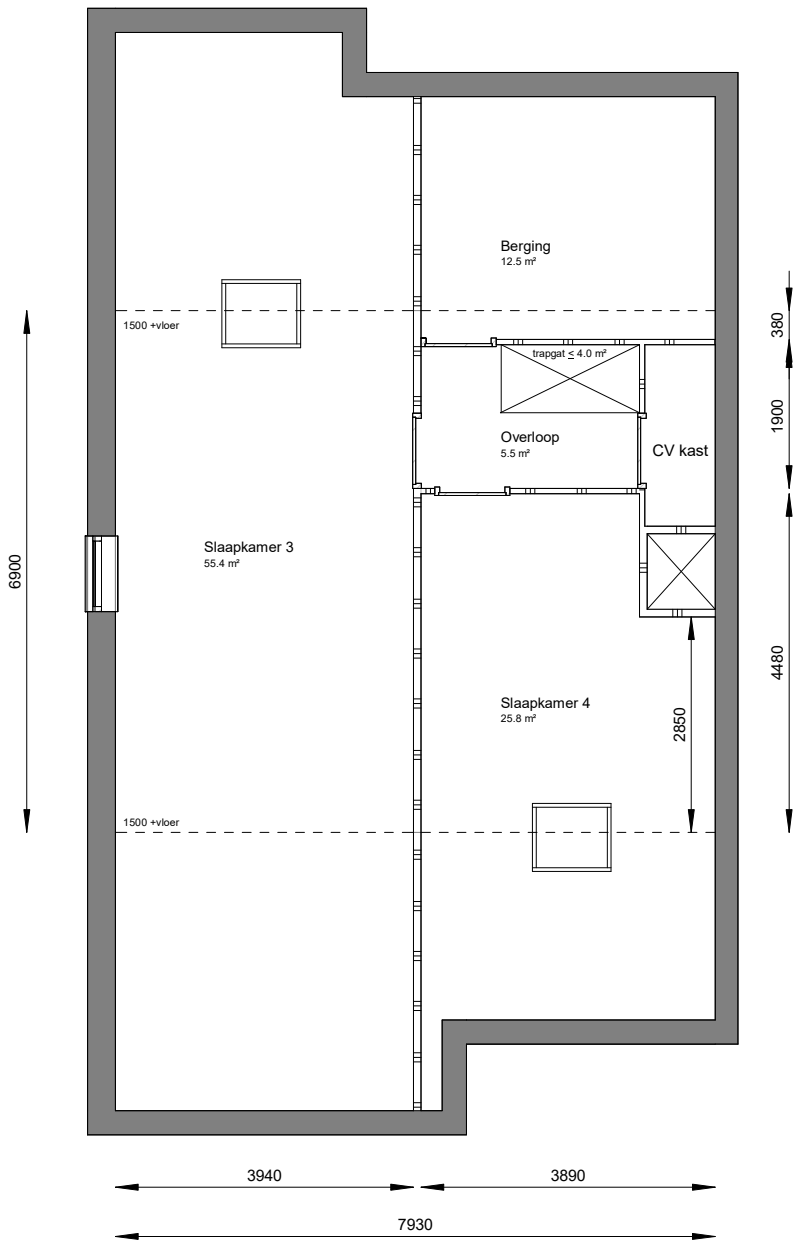 Berging
12.5 m²
1500 +vloer
380
trapgat ≤ 4.0 m²
1900
Overloop
5.5 m²
CV kast
Slaapkamer 3
55.4 m²
6900
4480
Slaapkamer 4
25.8 m²
2850
1500 +vloer
3940
3890
7930